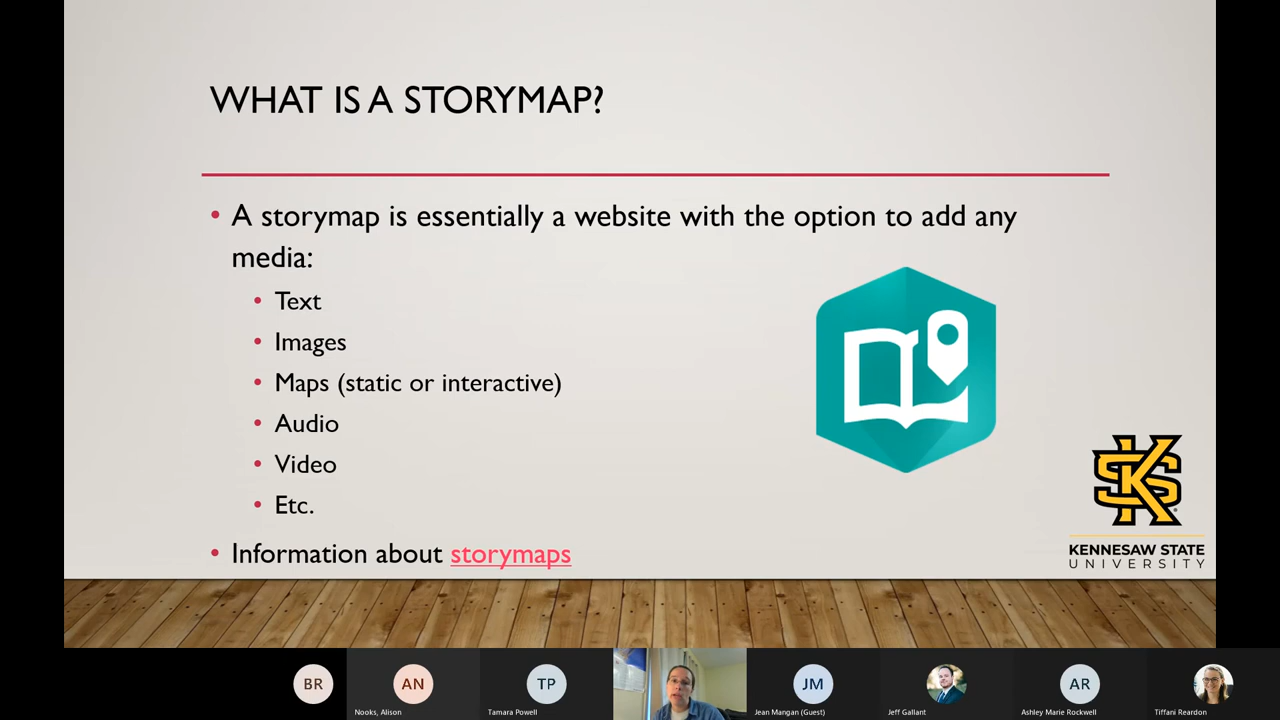 WHAT IS A STORYMAP?
• A storymap is essentially a website with the option to add any
media:
• Text
• Images
• Maps (static or interactive)
• Audio
• Video
• Etc.
• Information about storymaps
KS
KENNESAW STATE
UNIVERSITY
BR
AN
TP
JM
AR
Nooks, Alison
Tamara Powell
Jean Mangan (Guest)
Jeff Gallant
Ashley Marie Rockwell
Tiffani Reardon